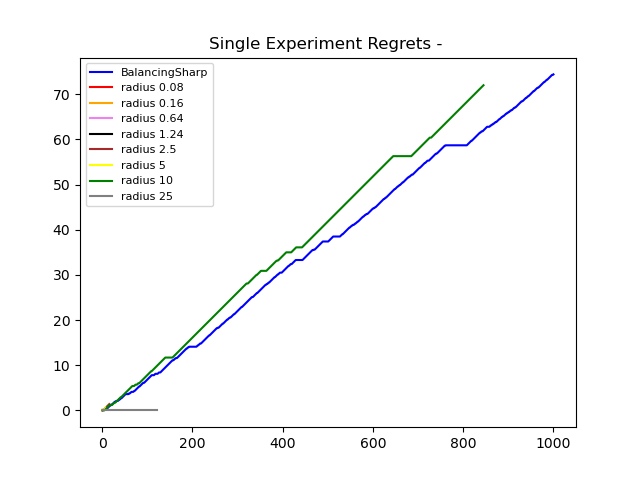 Single Experiment Regrets -
BalancingSharp
radius 0.08
radius 0.16
radius 0.64
radius 1.24
radius 2.5
radius 5
radius 10
radius 25
70
60
50
40
30
20
10
0
0 200 400 600 800 1000